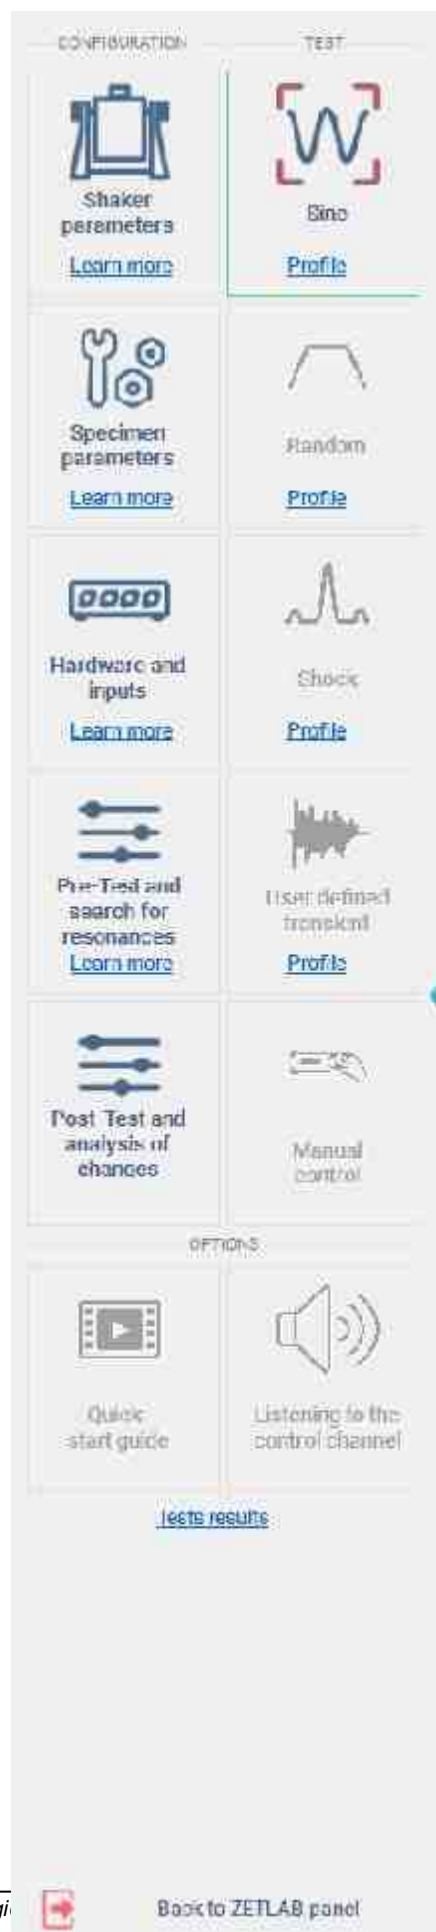 CONFIGURATION TEST
Shaker
parameters
Learn more
Sine
Profile
Specimen
parameters
Learn more
Random
Profile
Hardware and
inputs
Learn more
Shock
Profile
Pre-Test and
search for
resonances
Learn more
User defined
transient
Profile
Post Test and
analysis of
changes
Manual
control
OPTIONS
Quick
start guide
Listening to the
control channel
Tests results
Back to ZETLAB panel